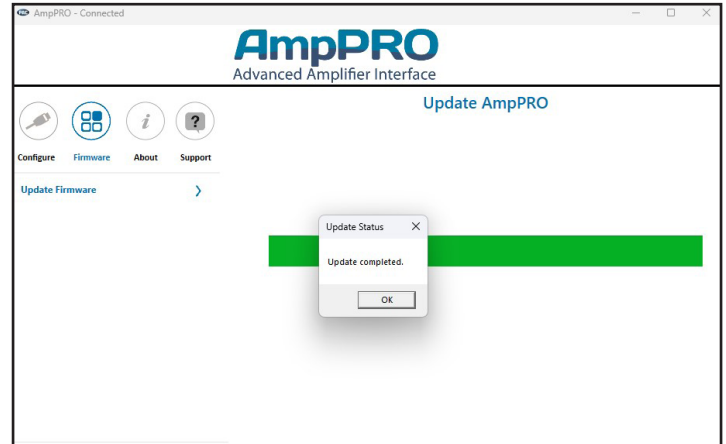 PAC AmpPRO - Connected
AmpPRO
Advanced Amplifier Interface
Configure
Firmware
About
Support
Update Firmware
Update AmpPRO
Update Status
Update completed.
OK